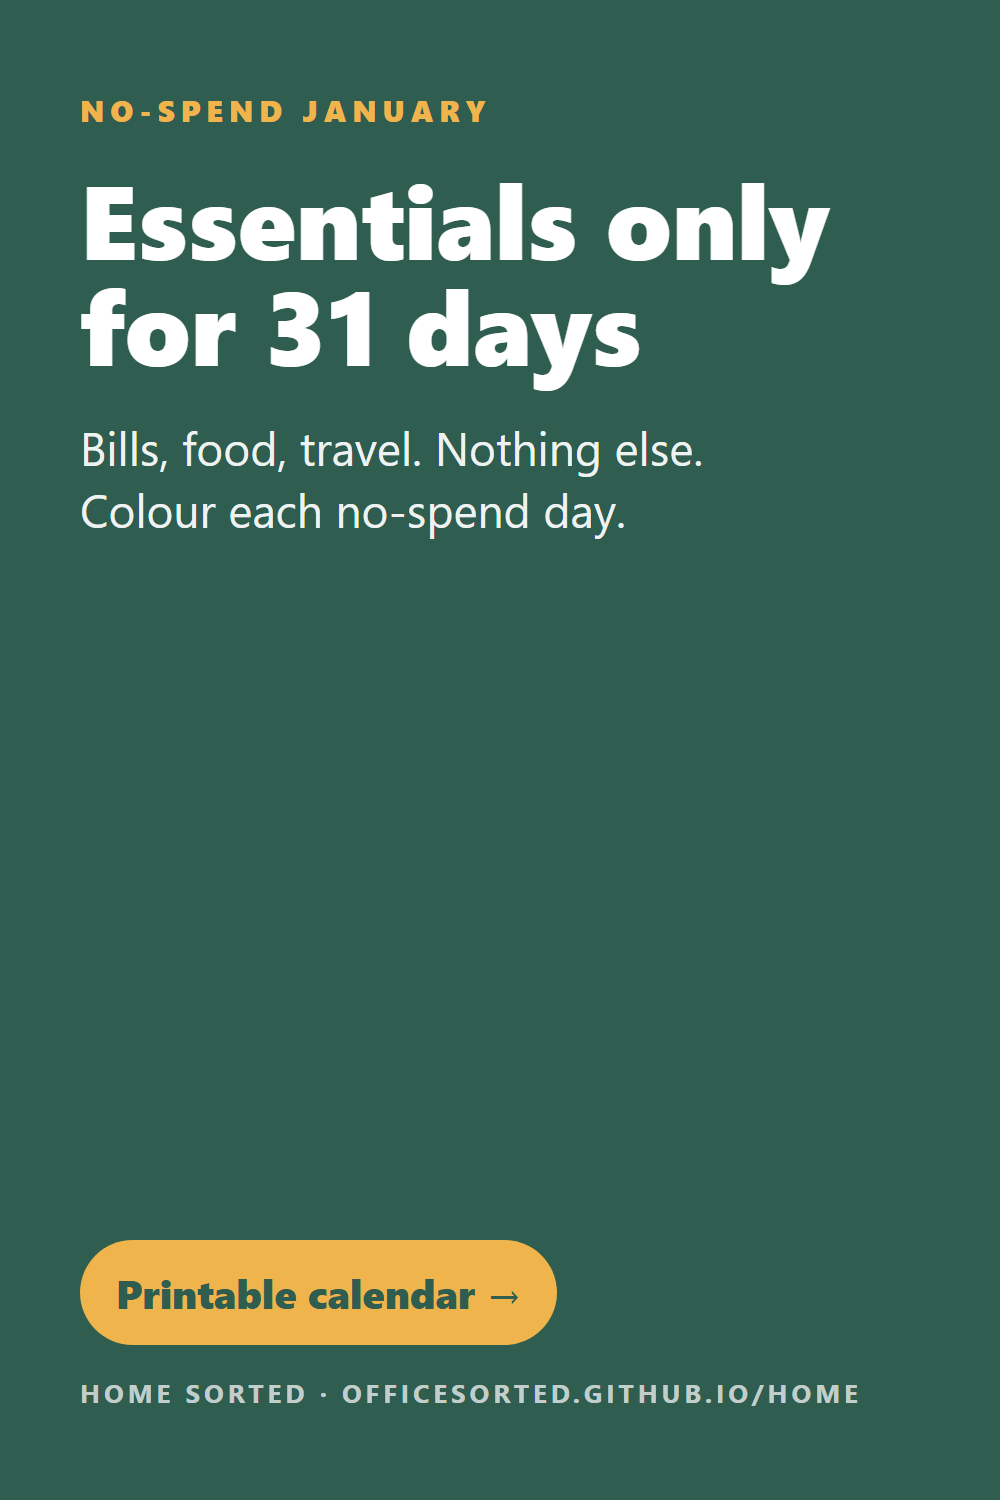 NO-SPEND JANUARY
Essentials only
for 31 days
Bills, food, travel. Nothing else.
Colour each no-spend day.
Printable calendar →
HOME SORTED · OFFICESORTED.GITHUB.IO/HOME